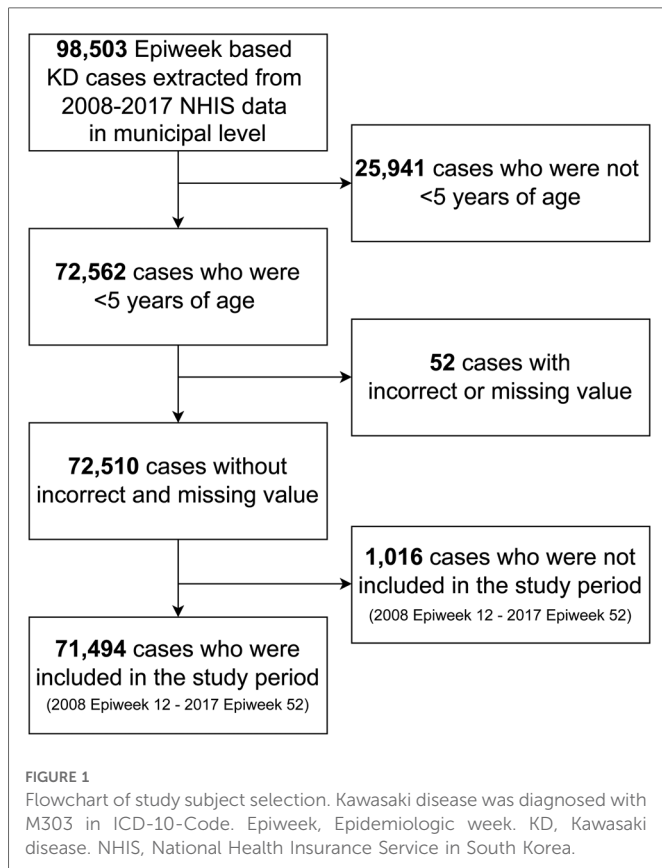 98,503 Epiweek based
KD cases extracted from
2008-2017 NHIS data
in municipal level
25,941 cases who were not
<5 years of age
72,562 cases who were
<5 years of age
52 cases with
incorrect or missing value
72,510 cases without
incorrect and missing value
1,016 cases who were not
included in the study period
(2008 Epiweek 12 - 2017 Epiweek 52)
71,494 cases who were
included in the study period
(2008 Epiweek 12 - 2017 Epiweek 52)
FIGURE 1
Flowchart of study subject selection. Kawasaki disease was diagnosed with
M303 in ICD-10-Code. Epiweek, Epidemiologic week. KD, Kawasaki
disease. NHIS, National Health Insurance Service in South Korea.